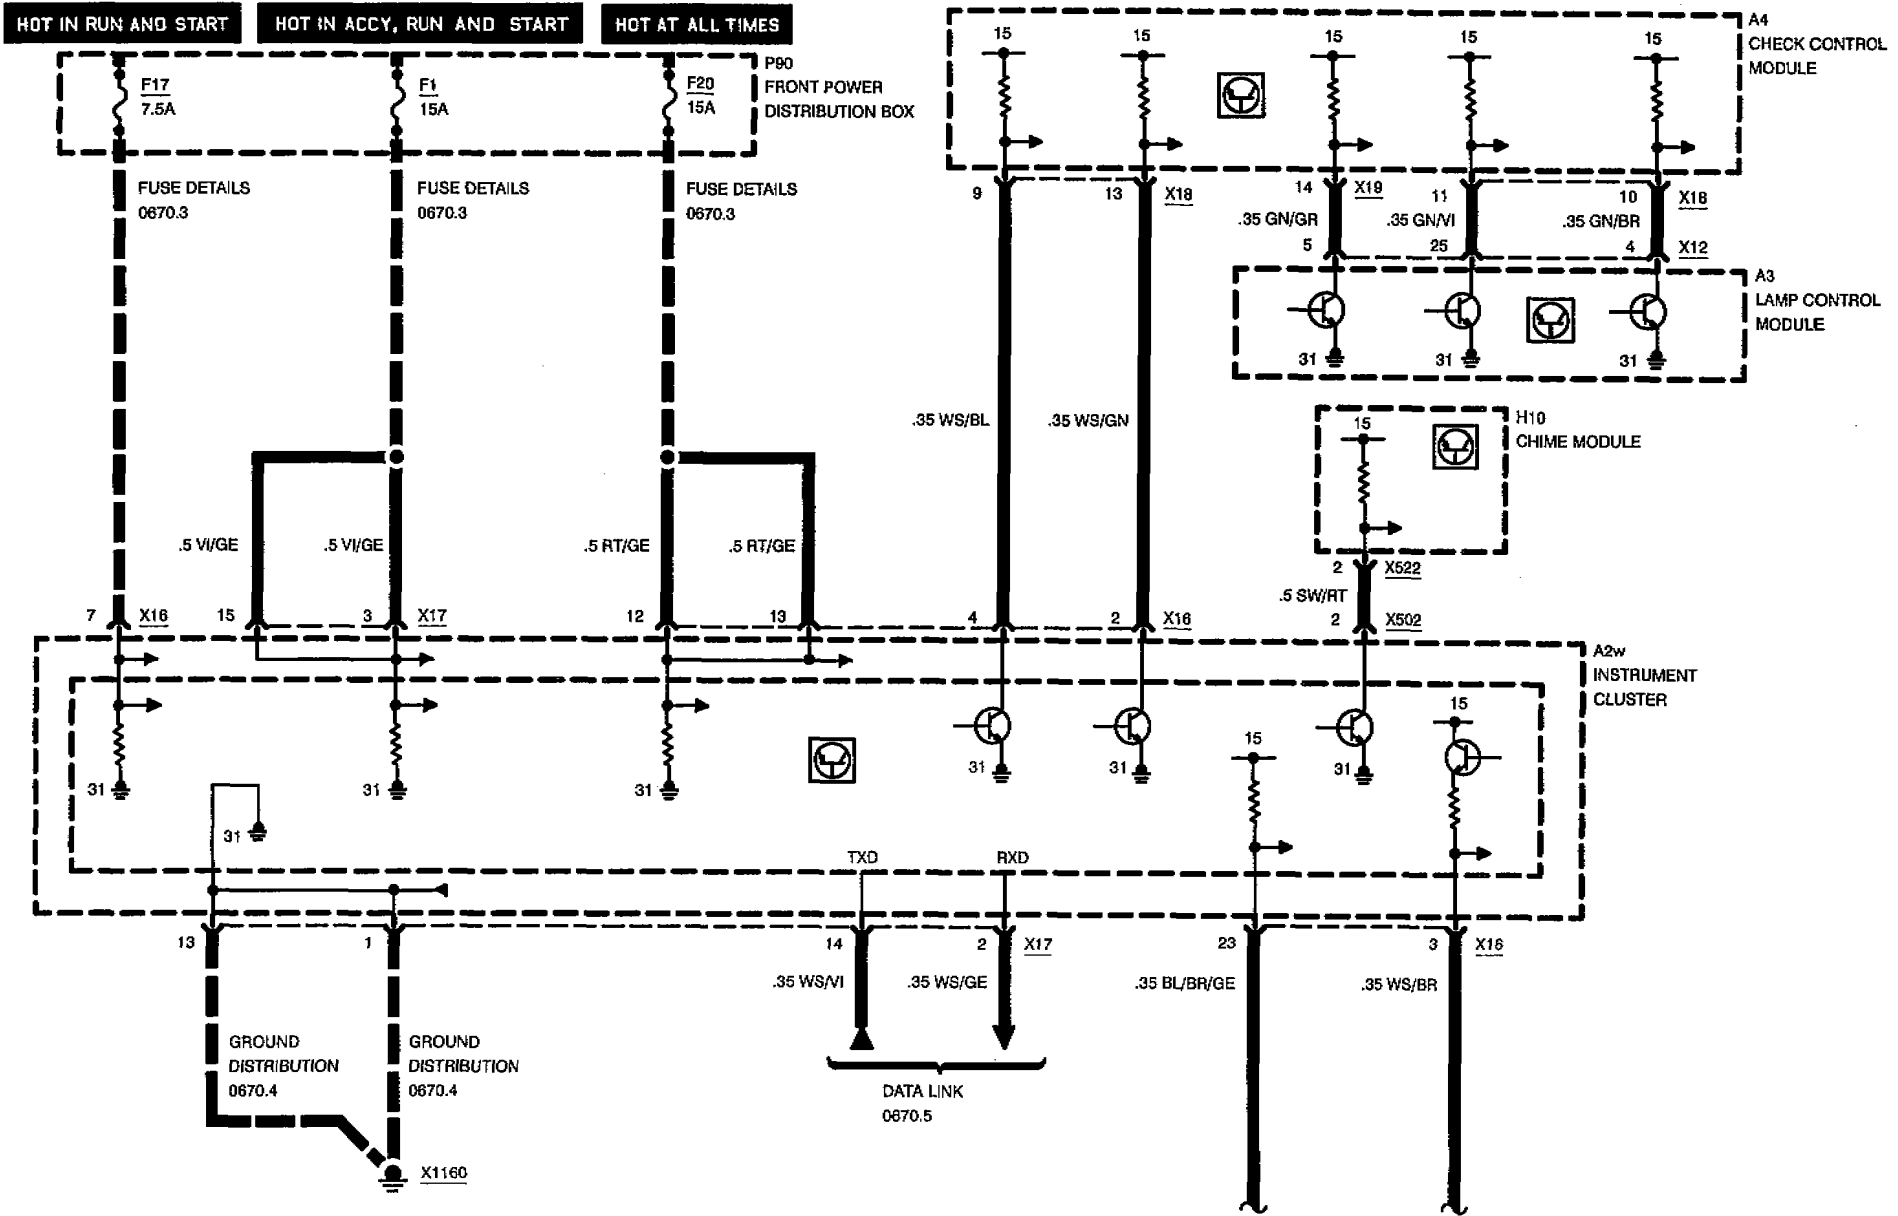 HOT IN RUN AND START
HOT IN ACCY, RUN AND START
HOT AT ALL TIMES
P90
FRONT POWER
DISTRIBUTION BOX
F17
7.5A
F1
15A
F20
15A
FUSE DETAILS
0670.3
FUSE DETAILS
0670.3
FUSE DETAILS
0670.3
A4
CHECK CONTROL
MODULE
15
15
15
15
15
9
13
X18
14
X19
11
10
X18
.35 GN/GR
.35 GN/VI
.35 GN/BR
5
25
4
X12
A3
LAMP CONTROL
MODULE
31
31
31
.35 WS/BL
.35 WS/GN
H10
CHIME MODULE
15
2
X522
.5 SW/RT
2
X502
.5 VI/GE
.5 VI/GE
.5 RT/GE
.5 RT/GE
7
X16
15
3
X17
12
13
4
2
X16
A2w
INSTRUMENT
CLUSTER
31
31
31
31
31
31
15
15
31
TXD
RXD
13
1
14
2
X17
23
3
X16
.35 WS/VI
.35 WS/GE
.35 BL/BR/GE
.35 WS/BR
GROUND
DISTRIBUTION
0670.4
GROUND
DISTRIBUTION
0670.4
DATA LINK
0670.5
X1160